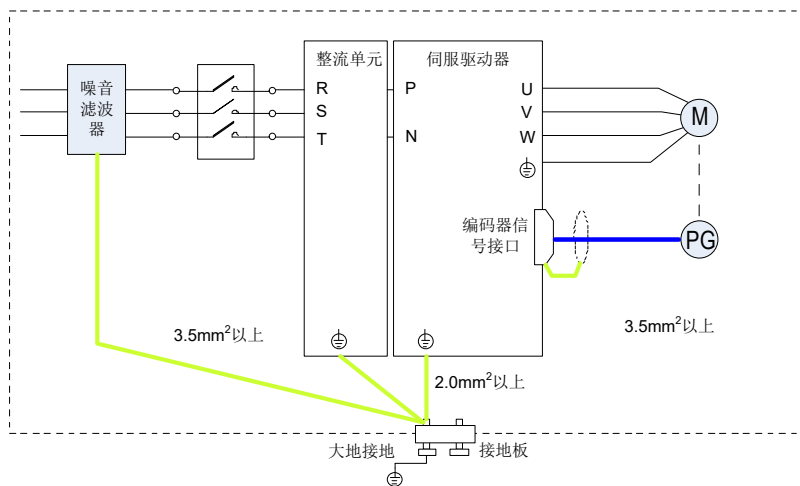 整流单元
伺服驱动器
噪音
滤波
器
R
P
U
S
V
M
T
N
W
编码器信
号接口
PG
3.5mm²以上
3.5mm²以上
2.0mm²以上
大地接地
接地板